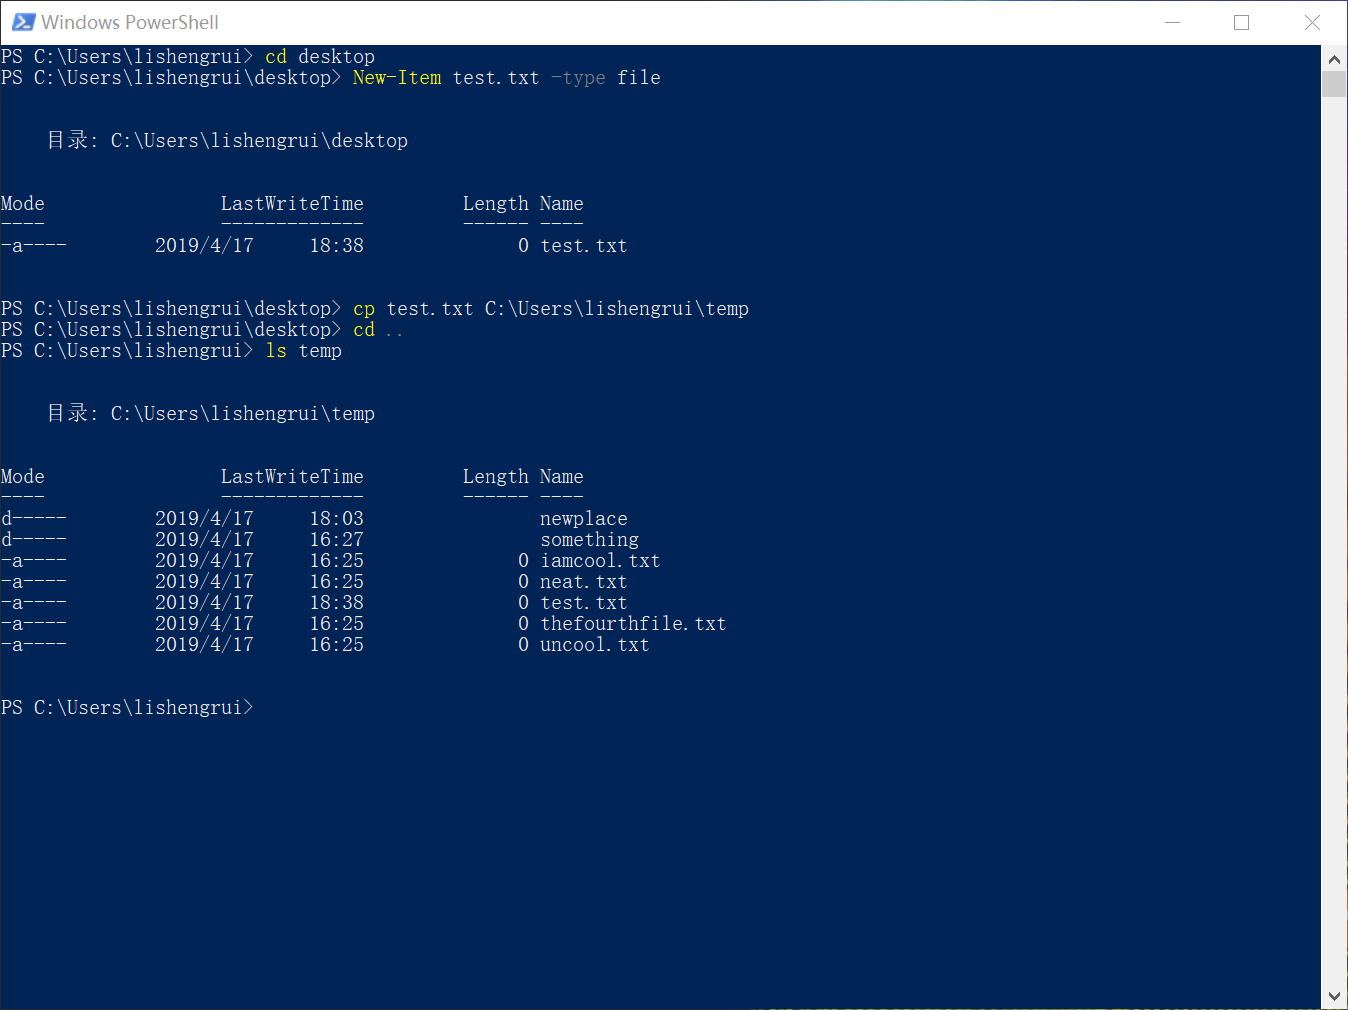 Windows PowerShell
PS C:\Users\lishengrui> cd desktop
PS C:\Users\lishengrui\desktop> New-Item test.txt -type file
目录: C:\Users\lishengrui\desktop
Mode                LastWriteTime         Length Name
----                -------------         ------ ----
-a----        2019/4/17     18:38              0 test.txt
PS C:\Users\lishengrui\desktop> cp test.txt C:\Users\lishengrui\temp
PS C:\Users\lishengrui\desktop> cd ..
PS C:\Users\lishengrui> ls temp
目录: C:\Users\lishengrui\temp
Mode                LastWriteTime         Length Name
----                -------------         ------ ----
d-----        2019/4/17     18:03                newplace
d-----        2019/4/17     16:27                something
-a----        2019/4/17     16:25              0 iamcool.txt
-a----        2019/4/17     16:25              0 neat.txt
-a----        2019/4/17     18:38              0 test.txt
-a----        2019/4/17     16:25              0 thefourthfile.txt
-a----        2019/4/17     16:25              0 uncool.txt
PS C:\Users\lishengrui>